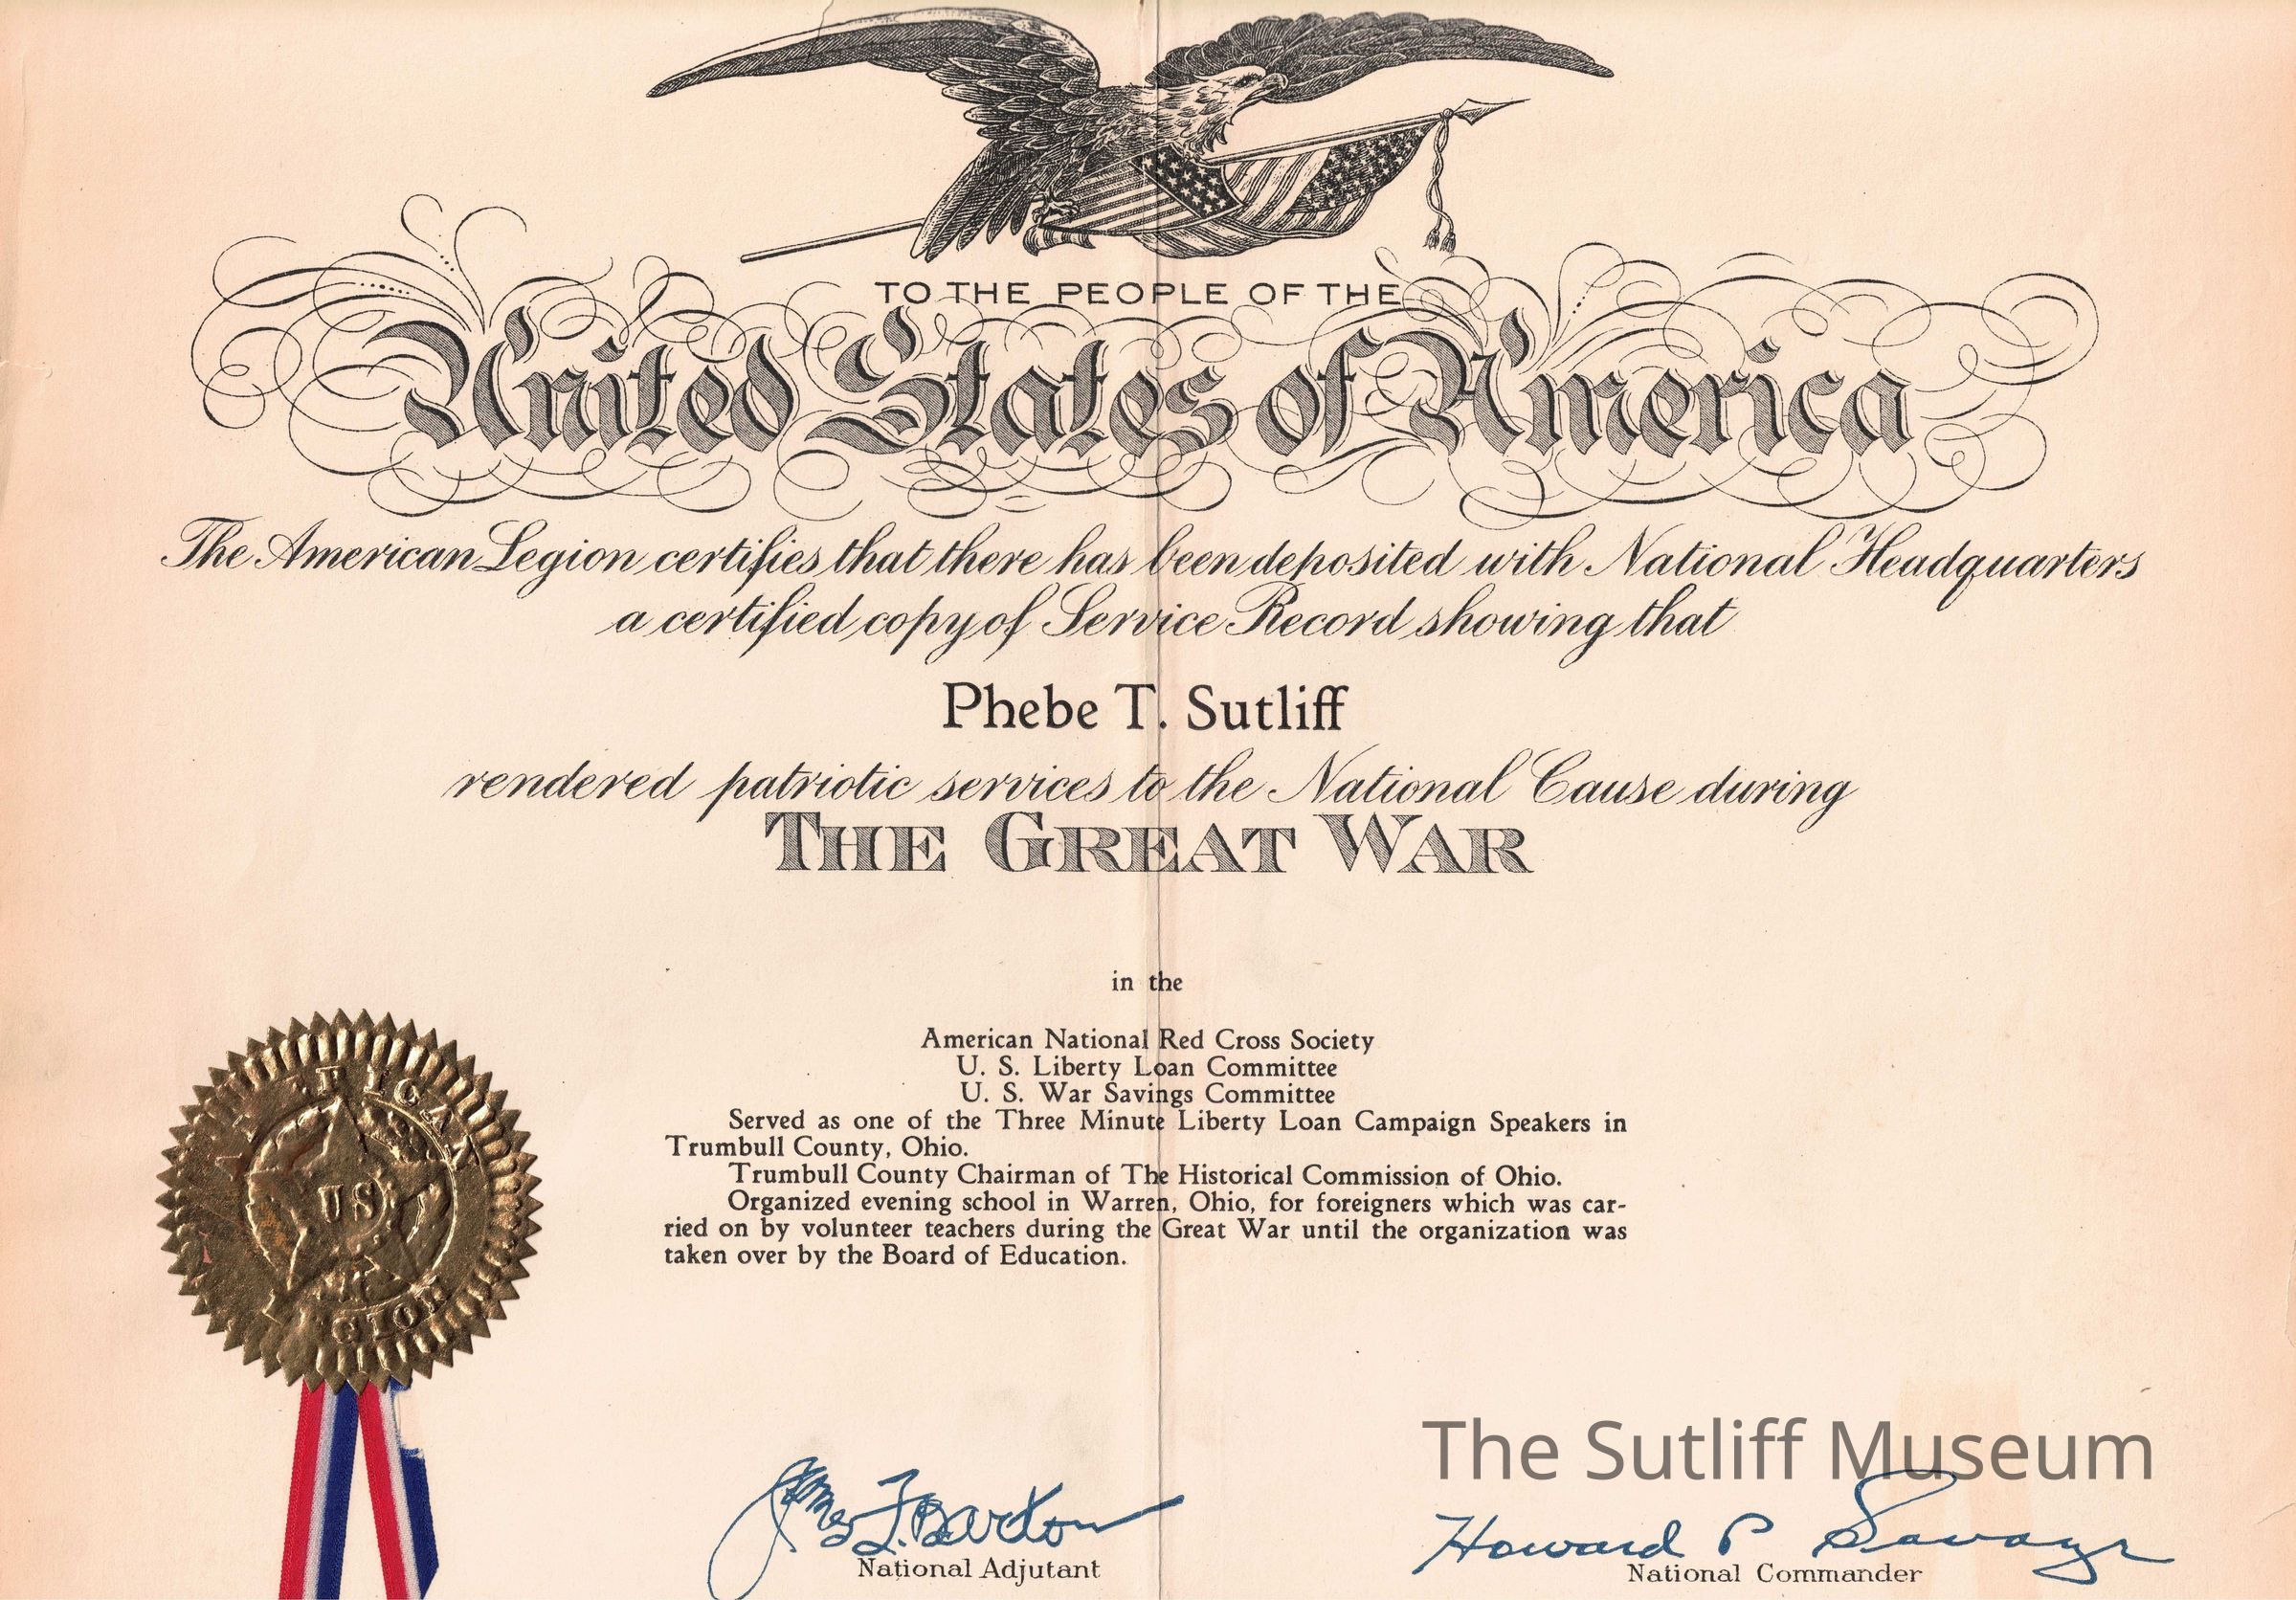 TO THE PEOPLE OF THE
United States of America
The American Legion certifies that there has been deposited with National Headquarters
a certified copy of Service Record showing that
Phebe T. Sutliff
rendered patriotic services to the National Cause during
THE GREAT WAR
in the
American National Red Cross Society
U. S. Liberty Loan Committee
U. S. War Savings Committee
Served as one of the Three Minute Liberty Loan Campaign Speakers in
Trumbull County, Ohio.
Trumbull County Chairman of The Historical Commission of Ohio.
Organized evening school in Warren, Ohio, for foreigners which was car-
ried on by volunteer teachers during the Great War until the organization was
taken over by the Board of Education.
AMERICAN
US
LEGION
The Sutliff Museum
James F. Barton
National Adjutant
Howard P Savage
National Commander